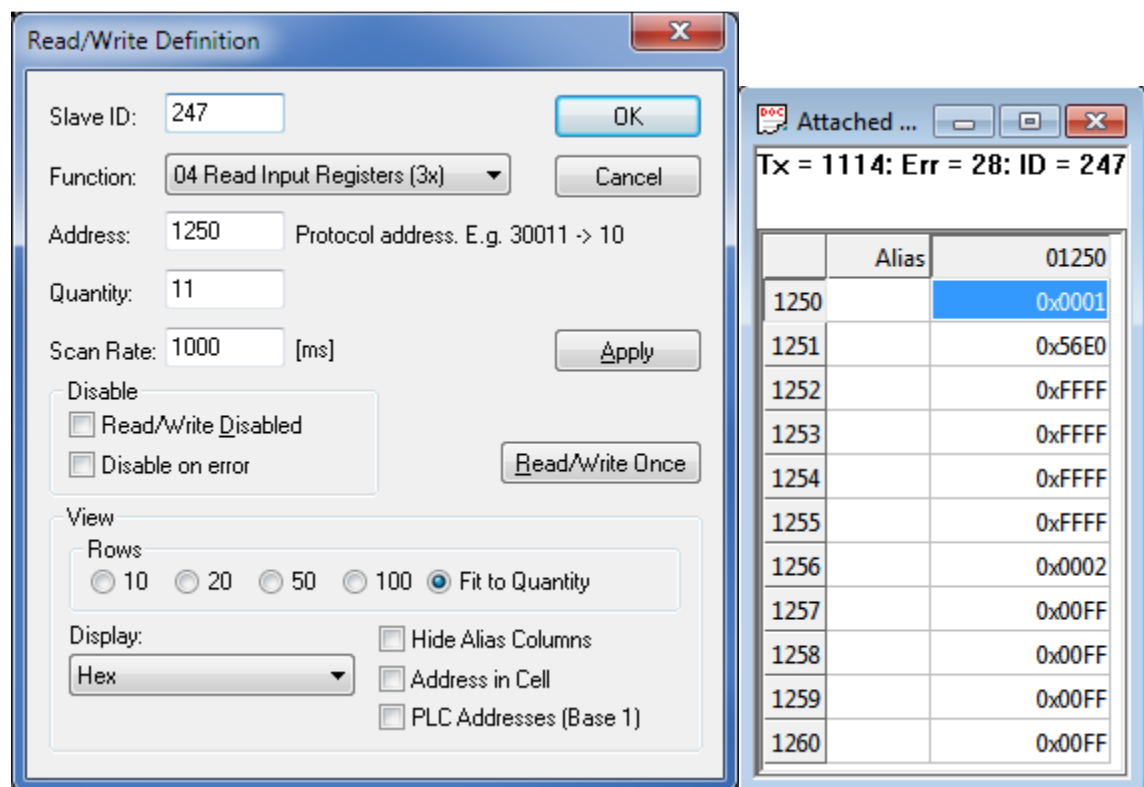 Read/Write Definition
Slave ID: 247
OK
Function: 04 Read Input Registers (3x)
Cancel
Address: 1250 Protocol address. E.g. 30011 -> 10
Quantity: 11
Scan Rate: 1000 [ms]
Apply
Disable
Read/Write Disabled
Disable on error
Read/Write Once
View
Rows
10 20 50 100 Fit to Quantity
Display:
Hex
Hide Alias Columns
Address in Cell
PLC Addresses (Base 1)
DOC
Attached ...
Tx = 1114: Err = 28: ID = 247
Alias 01250
1250 0x0001
1251 0x56E0
1252 0xFFFF
1253 0xFFFF
1254 0xFFFF
1255 0xFFFF
1256 0x0002
1257 0x00FF
1258 0x00FF
1259 0x00FF
1260 0x00FF